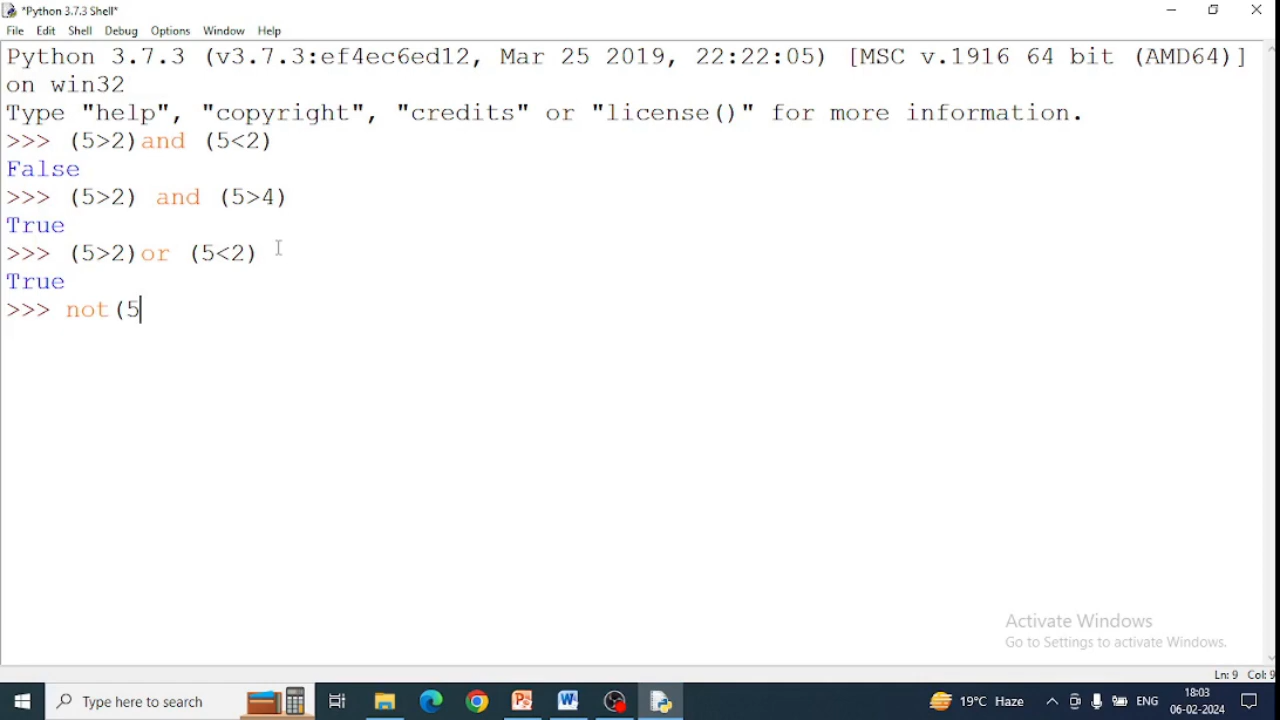 *Python 3.7.3 Shell*
File Edit Shell Debug Options Window Help
Python 3.7.3 (v3.7.3:ef4ec6ed12, Mar 25 2019, 22:22:05) [MSC v.1916 64 bit (AMD64)]
on win32
Type "help", "copyright", "credits" or "license()" for more information.
>>> (5>2)and (5<2)
False
>>> (5>2) and (5>4)
True
>>> (5>2)or (5<2)
True
>>> not(5
Activate Windows
Go to Settings to activate Windows.
Ln: 9 Col: 9
Type here to search
19°C Haze
ENG
18:03
06-02-2024